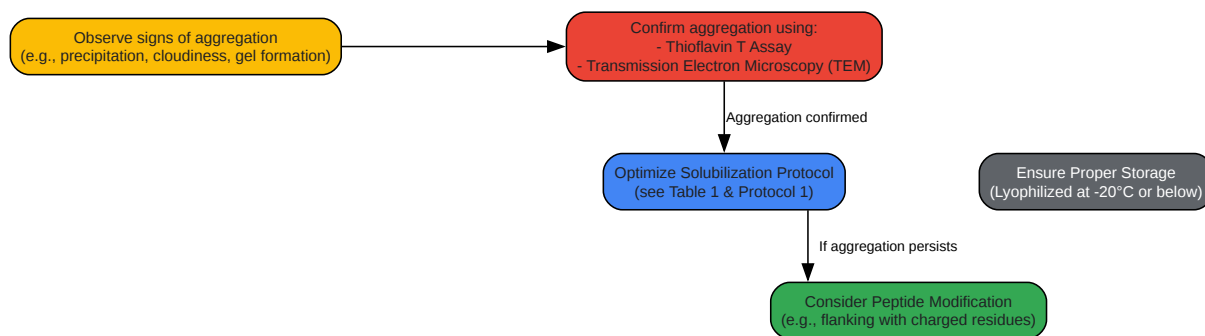 Observe signs of aggregation
(e.g., precipitation, cloudiness, gel formation)
Confirm aggregation using:
- Thioflavin T Assay
- Transmission Electron Microscopy (TEM)
Aggregation confirmed
Optimize Solubilization Protocol
(see Table 1 & Protocol 1)
Ensure Proper Storage
(Lyophilized at -20°C or below)
If aggregation persists
Consider Peptide Modification
(e.g., flanking with charged residues)